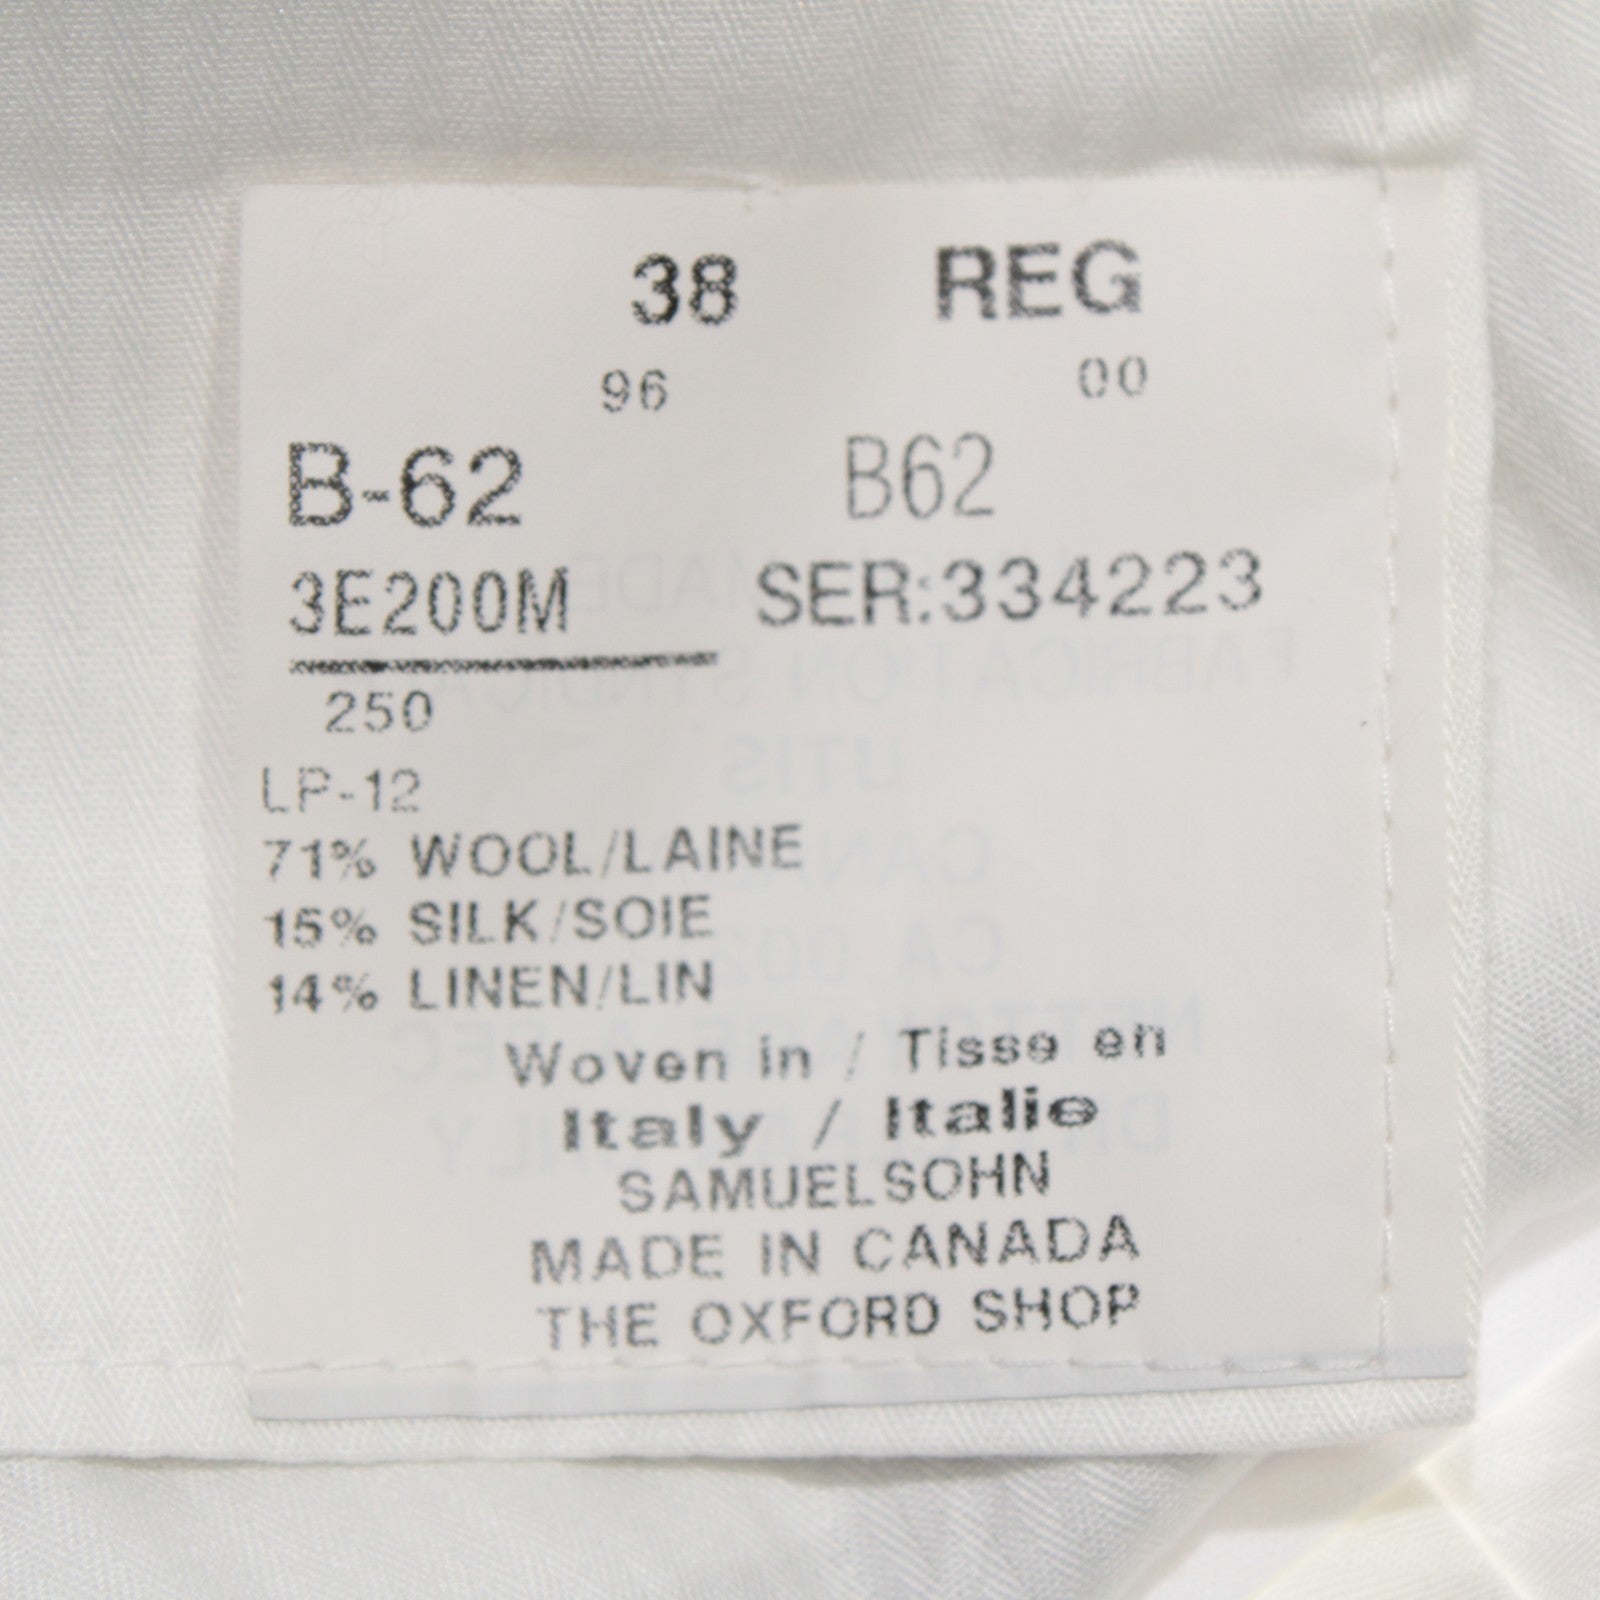 38 REG
96 00
B-62 B62
3E200M SER:334223
250
LP-12
71% WOOL/LAINE
15% SILK/SOIE
14% LINEN/LIN
Woven in / Tisse en
Italy / Italie
SAMUELSOHN
MADE IN CANADA
THE OXFORD SHOP